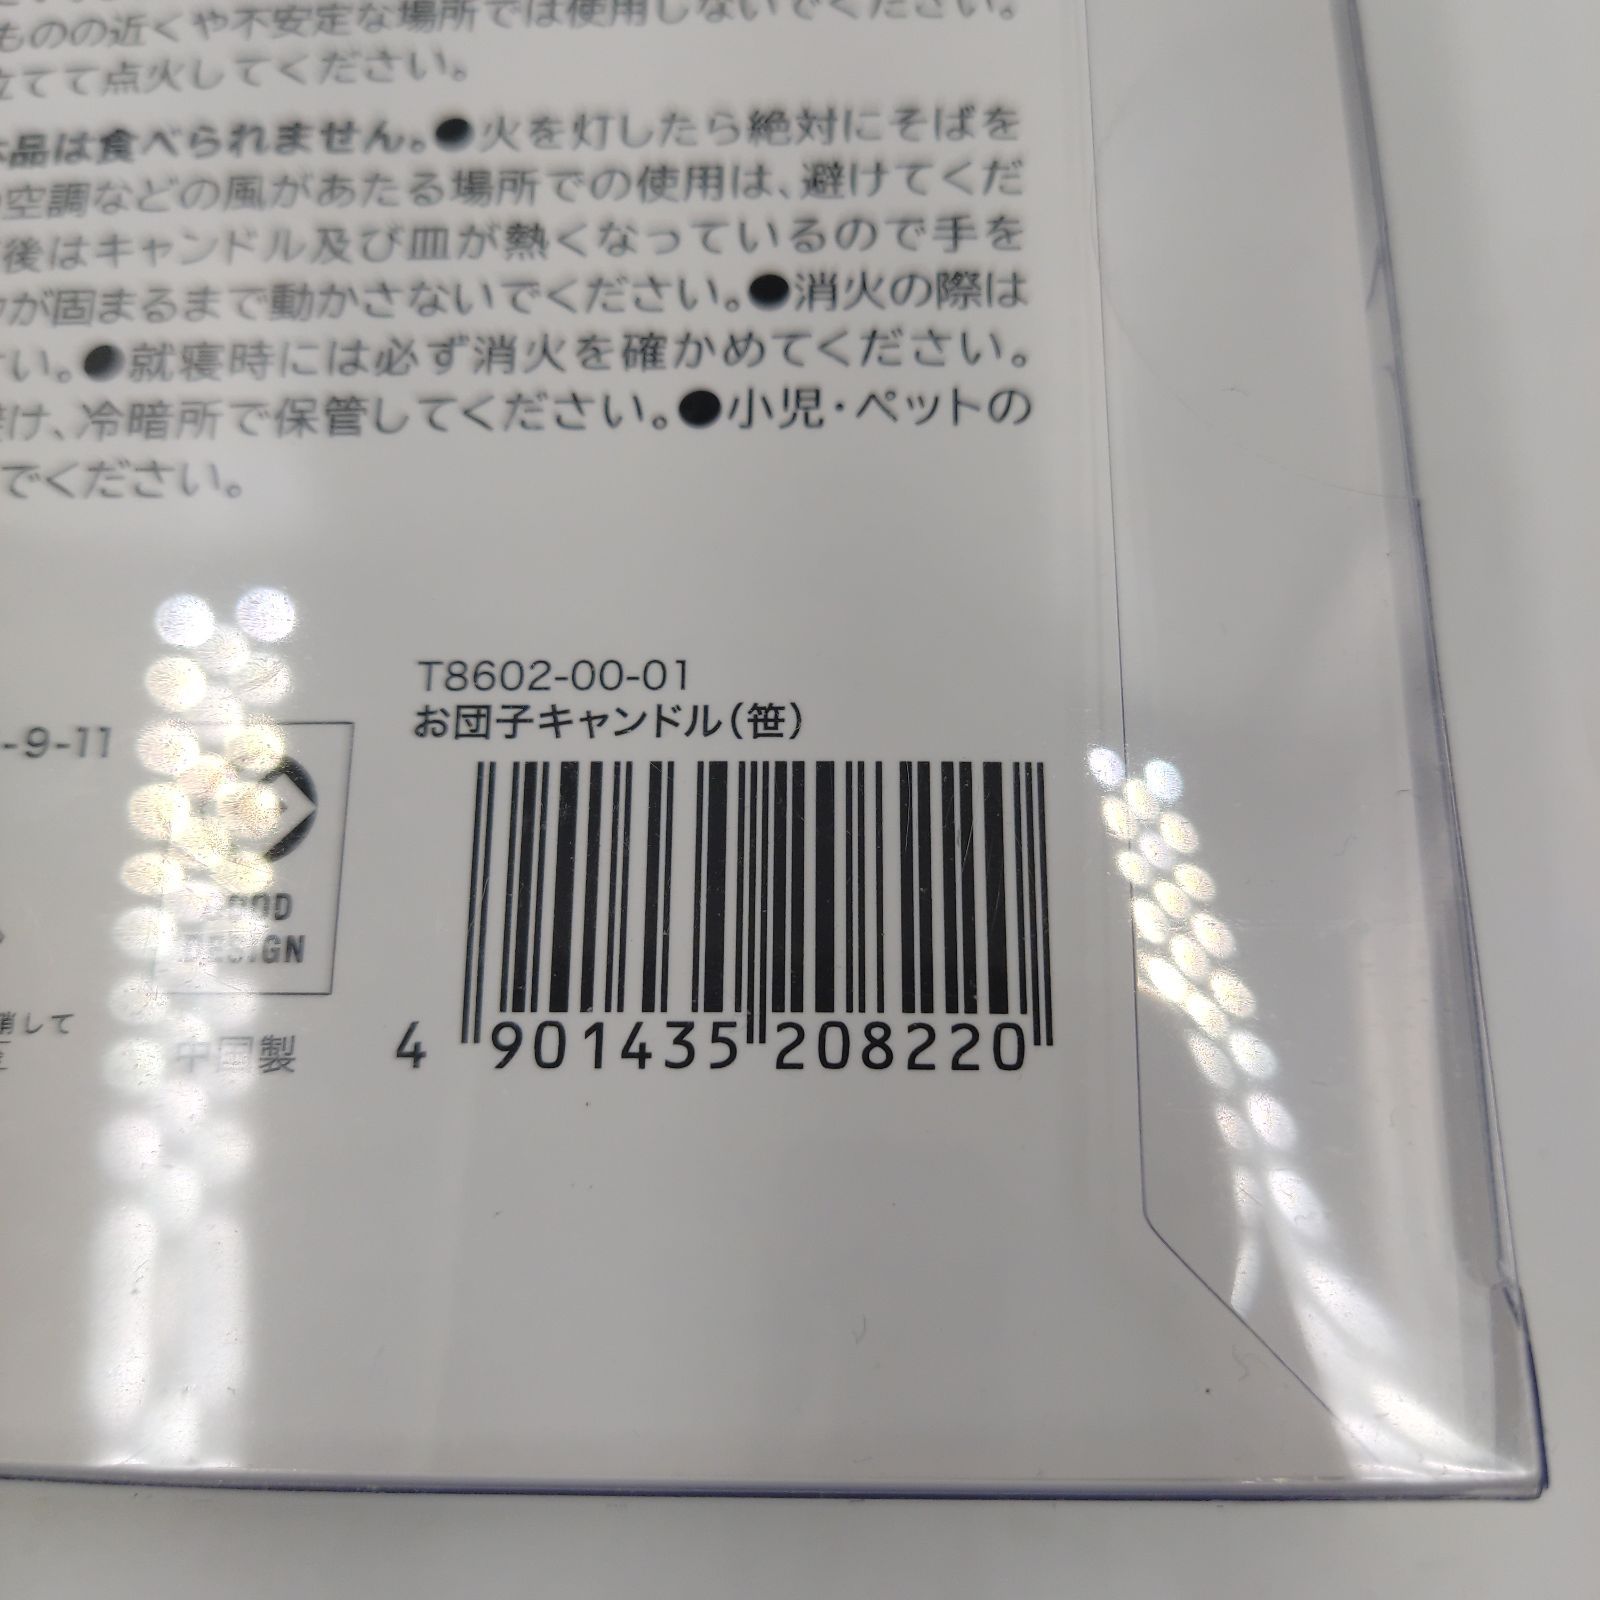 ものの近くや不安定な場所では使用しないでください。
立てて点火してください。
本品は食べられません。●火を灯したら絶対にそばを
空調などの風があたる場所での使用は、避けてくだ
後はキャンドル及び皿が熱くなっているので手を
が固まるまで動かさないでください。●消火の際は
い。●就寝時には必ず消火を確かめてください。
け、冷暗所で保管してください。●小児・ペットの
でください。
T8602-00-01
お団子キャンドル(笹)
-9-11
GOOD
DESIGN
消して
中国製
4 901435 208220